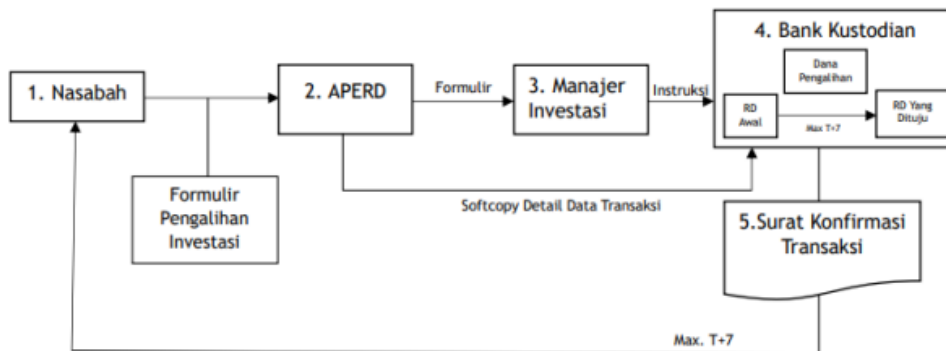 4. Bank Kustodian
Dana
Pengalihan
1. Nasabah
2. APERD
Formulir
3. Manajer
Investasi
Instruksi
RD
Awal
Max T+7
RD Yang
Dituju
Formulir
Pengalihan
Investasi
Softcopy Detail Data Transaksi
5.Surat Konfirmasi
Transaksi
Max. T+7